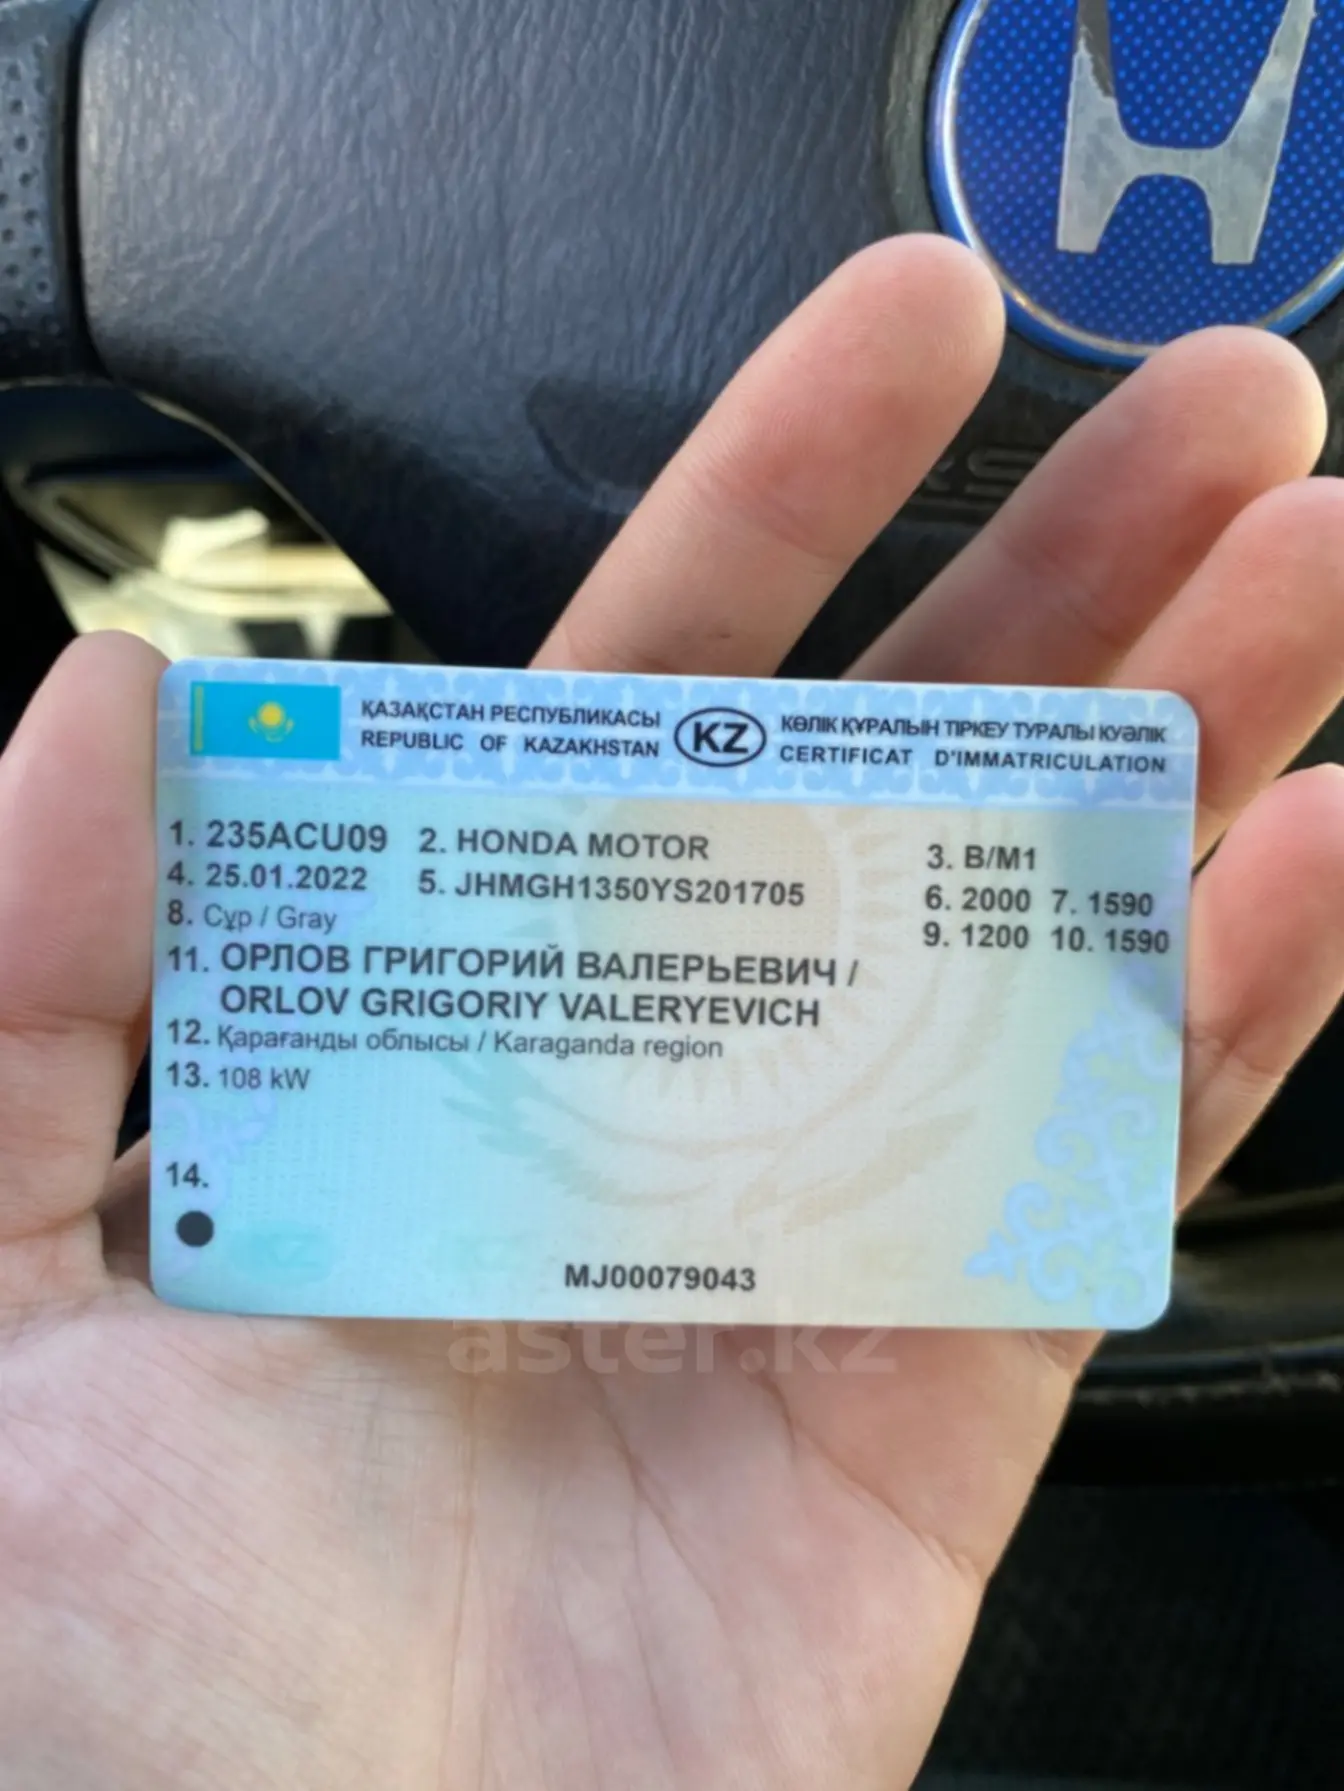 ҚАЗАҚСТАН РЕСПУБЛИКАСЫ
REPUBLIC OF KAZAKHSTAN
KZ
КӨЛІК ҚҰРАЛЫН ТІРКЕУ ТУРАЛЫ КУӘЛІК
CERTIFICAT D'IMMATRICULATION
1. 235ACU09 2. HONDA MOTOR 3. B/M1
4. 25.01.2022 5. JHMGH1350YS201705 6. 2000 7. 1590
8. Сұр / Gray 9. 1200 10. 1590
11. ОРЛОВ ГРИГОРИЙ ВАЛЕРЬЕВИЧ /
ORLOV GRIGORIY VALERYEVICH
12. Қарағанды облысы / Karaganda region
13. 108 kW
14.
MJ00079043
aster.kz